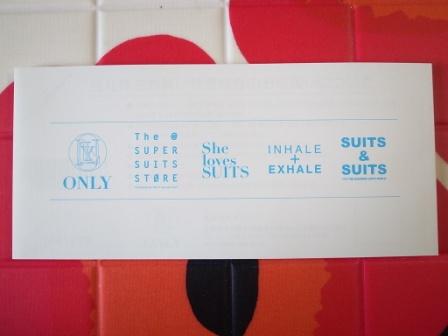 ONLY
The @
SUPER
SUITS
STØRE
She
loves
SUITS
INHALE
+
EXHALE
SUITS
&
SUITS